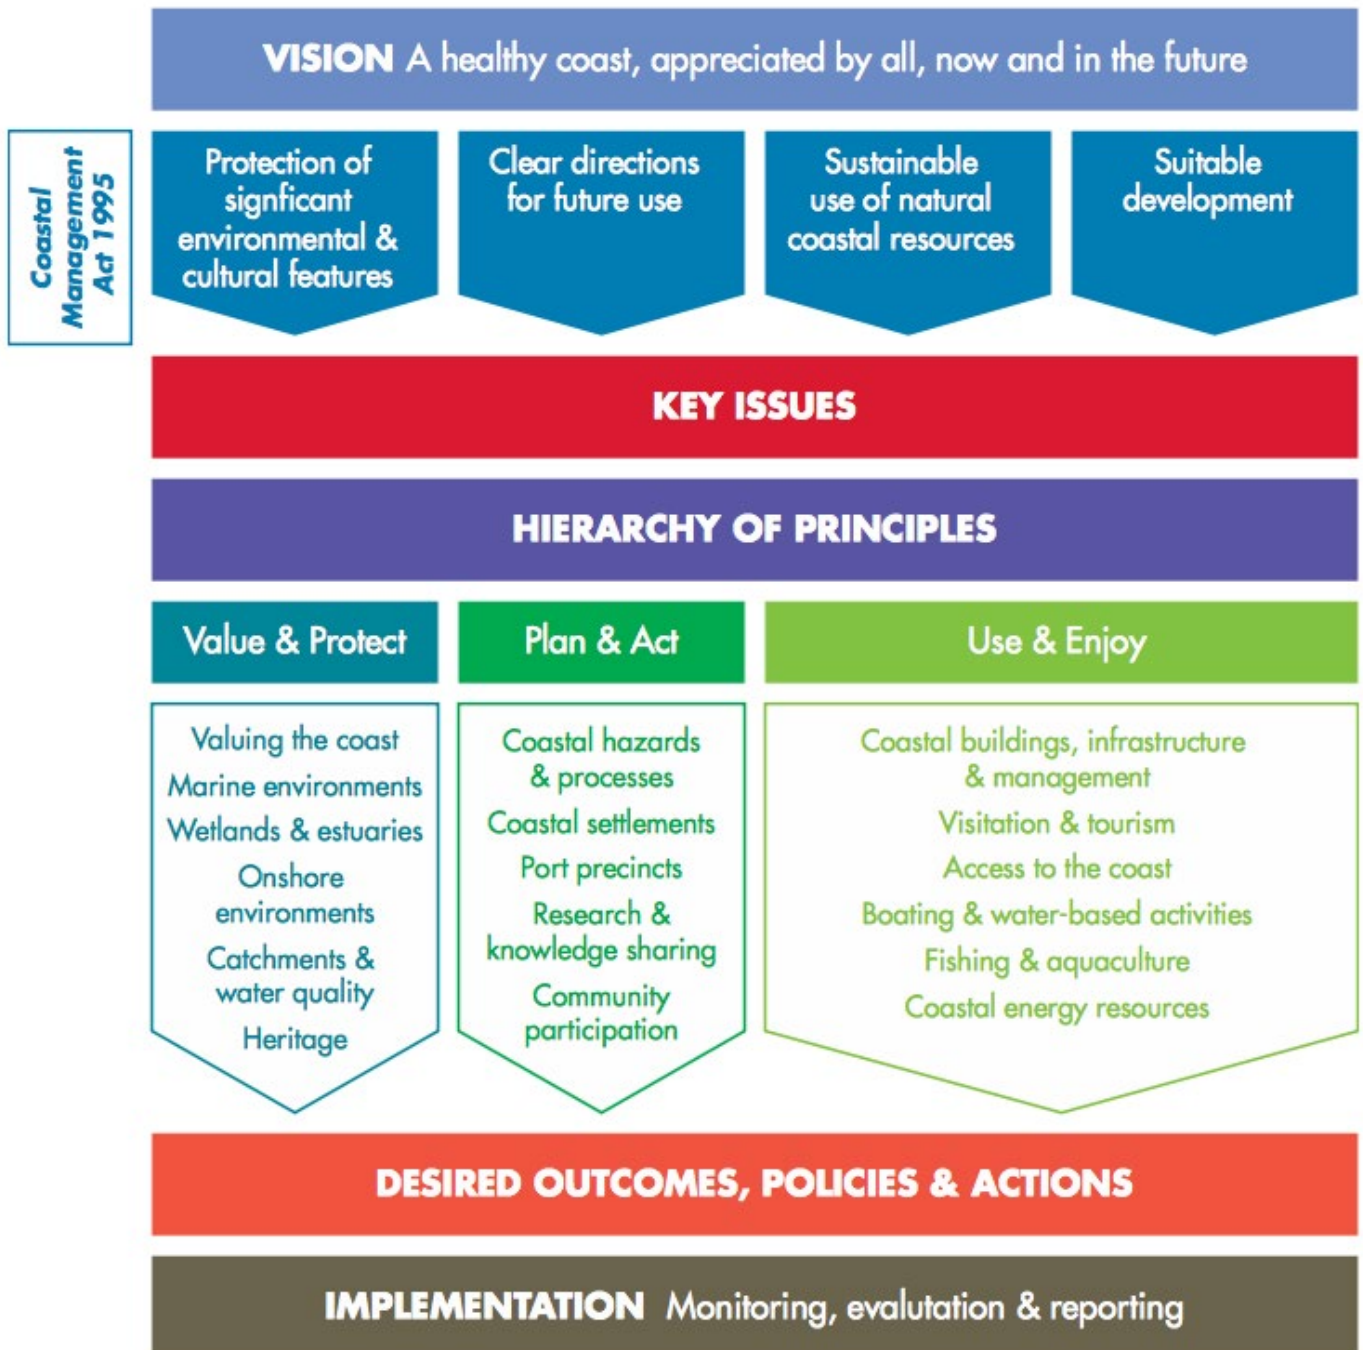 VISION A healthy coast, appreciated by all, now and in the future
Coastal
Management
Act 1995
Protection of
signficant
environmental &
cultural features
Clear directions
for future use
Sustainable
use of natural
coastal resources
Suitable
development
KEY ISSUES
HIERARCHY OF PRINCIPLES
Value & Protect
Valuing the coast
Marine environments
Wetlands & estuaries
Onshore
environments
Catchments &
water quality
Heritage
Plan & Act
Coastal hazards
& processes
Coastal settlements
Port precincts
Research &
knowledge sharing
Community
participation
Use & Enjoy
Coastal buildings, infrastructure
& management
Visitation & tourism
Access to the coast
Boating & water-based activities
Fishing & aquaculture
Coastal energy resources
DESIRED OUTCOMES, POLICIES & ACTIONS
IMPLEMENTATION Monitoring, evalutation & reporting